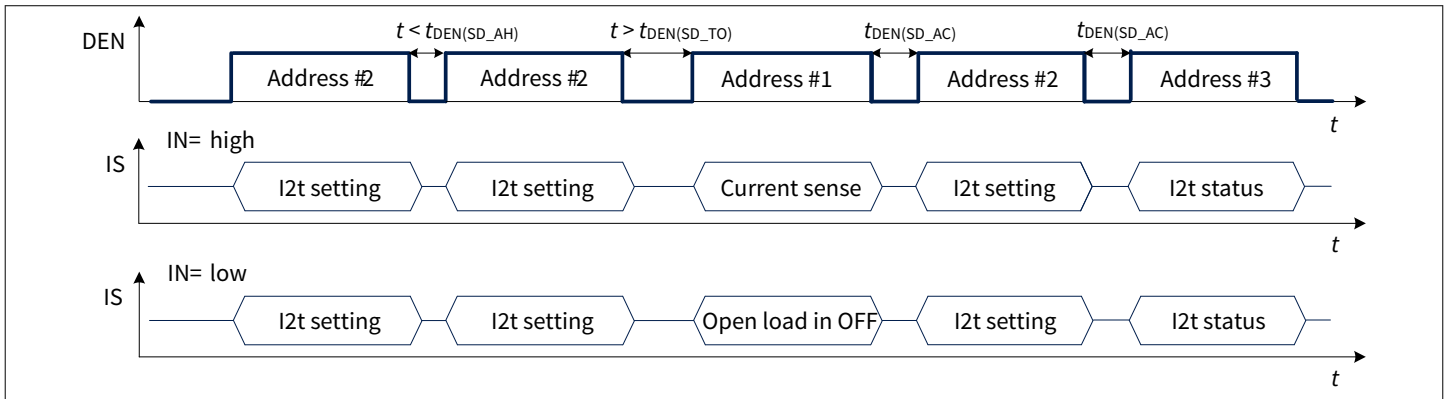 t < tDEN(SD_AH) t > tDEN(SD_TO) tDEN(SD_AC) tDEN(SD_AC)
DEN
Address #2 Address #2 Address #1 Address #2 Address #3
t
IN= high
IS
I2t setting I2t setting Current sense I2t setting I2t status
t
IN= low
IS
I2t setting I2t setting Open load in OFF I2t setting I2t status
t